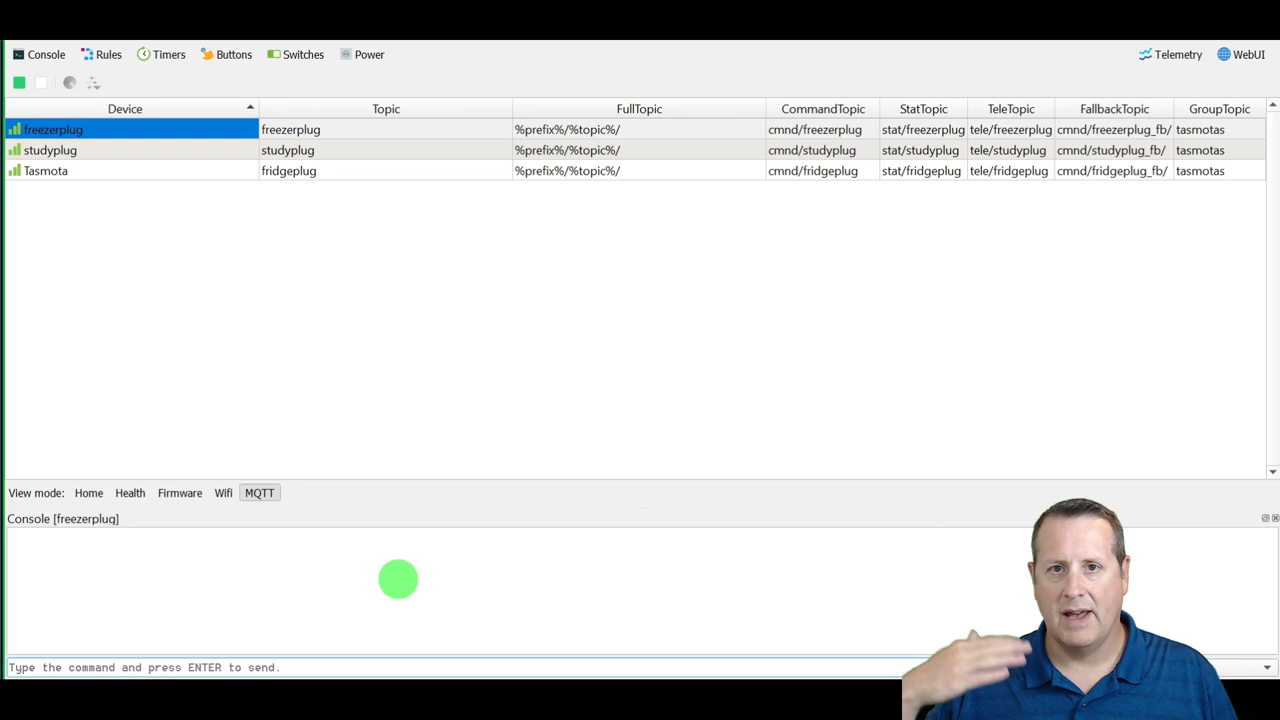 Console Rules Timers Buttons Switches Power Telemetry WebUI
Device Topic FullTopic CommandTopic StatTopic TeleTopic FallbackTopic GroupTopic
freezerplug freezerplug %prefix%/%topic%/ cmnd/freezerplug stat/freezerplug tele/freezerplug cmnd/freezerplug_fb/ tasmotas
studyplug studyplug %prefix%/%topic%/ cmnd/studyplug stat/studyplug tele/studyplug cmnd/studyplug_fb/ tasmotas
Tasmota fridgeplug %prefix%/%topic%/ cmnd/fridgeplug stat/fridgeplug tele/fridgeplug cmnd/fridgeplug_fb/ tasmotas
View mode: Home Health Firmware Wifi MQTT
Console [freezerplug]
Type the command and press ENTER to send.